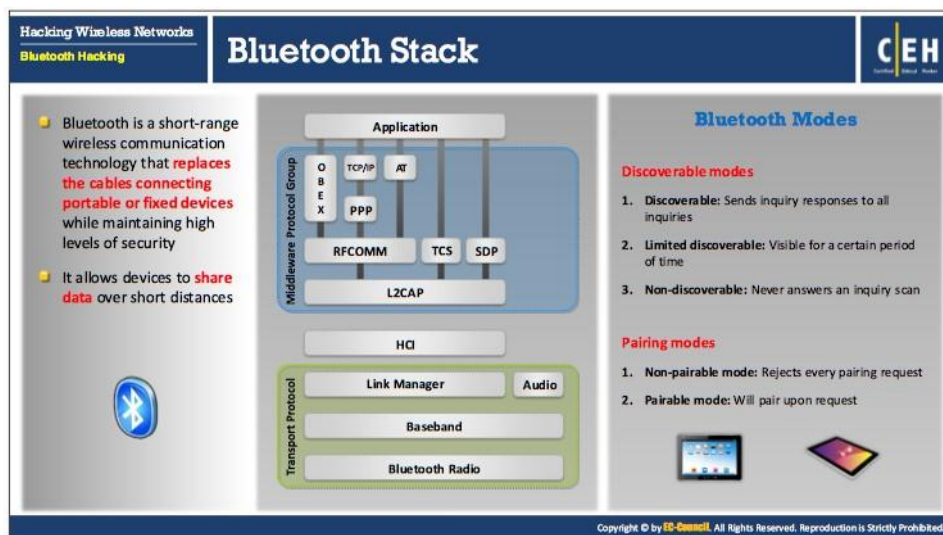 Hacking Wireless Networks
Bluetooth Hacking
Bluetooth Stack
C|EH
Certified Ethical Hacker
Bluetooth is a short-range
wireless communication
technology that replaces
the cables connecting
portable or fixed devices
while maintaining high
levels of security
It allows devices to share
data over short distances
Application
Middleware Protocol Group
OBEX
TCP/IP
AT
PPP
RFCOMM
TCS
SDP
L2CAP
HCI
Transport Protocol
Link Manager
Audio
Baseband
Bluetooth Radio
Bluetooth Modes
Discoverable modes
1. Discoverable: Sends inquiry responses to all
inquiries
2. Limited discoverable: Visible for a certain period
of time
3. Non-discoverable: Never answers an inquiry scan
Pairing modes
1. Non-pairable mode: Rejects every pairing request
2. Pairable mode: Will pair upon request
Copyright © by EC-Council. All Rights Reserved. Reproduction is Strictly Prohibited.